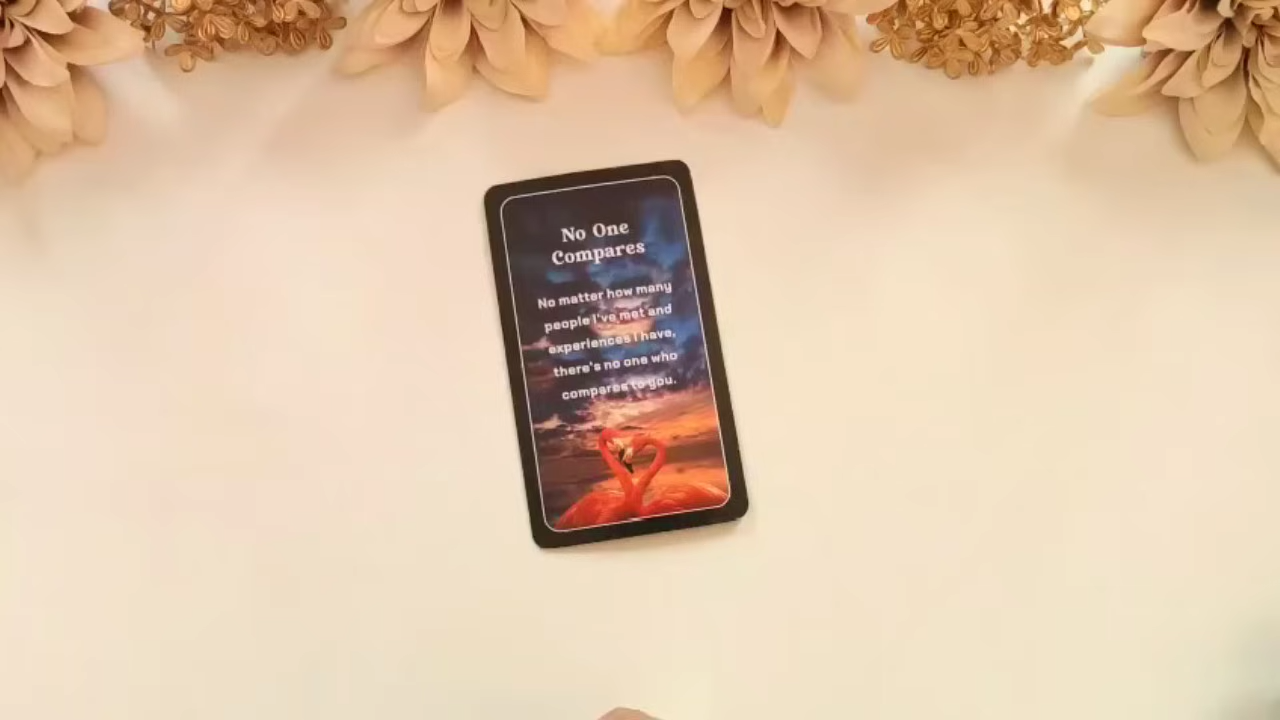 No One
Compares
No matter how many
people I've met and
experiences I have,
there's no one who
compares to you.